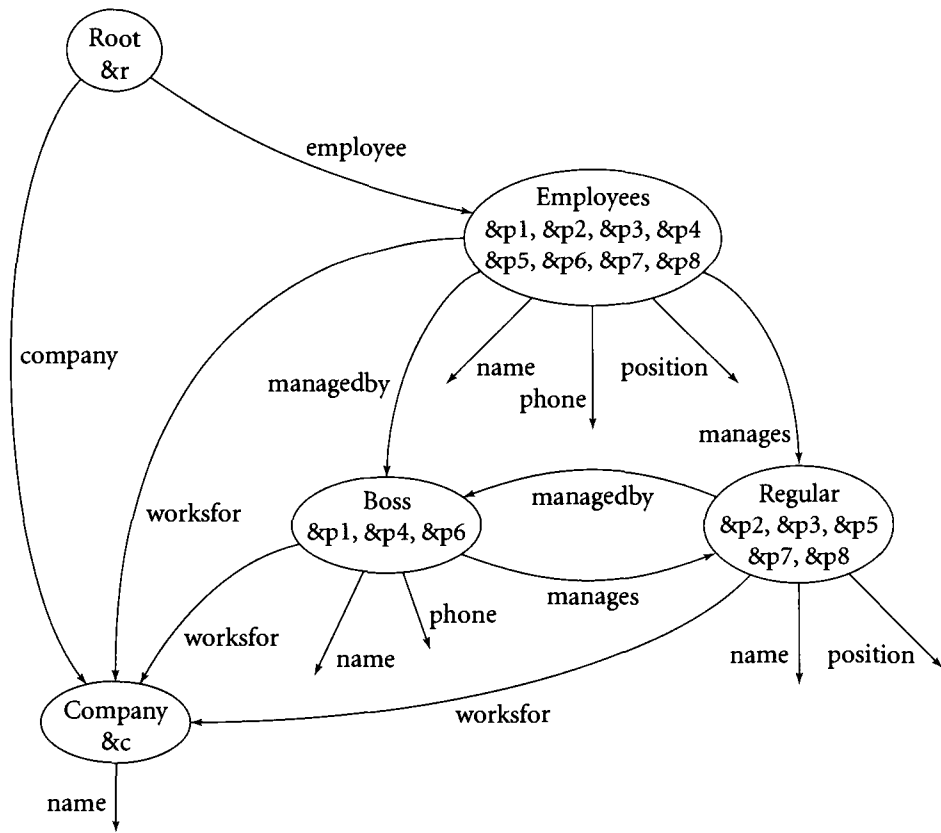 Root
&r
employee
Employees
&p1, &p2, &p3, &p4
&p5, &p6, &p7, &p8
company
name
position
managedby
phone
manages
managedby
Boss
&p1, &p4, &p6
Regular
&p2, &p3, &p5
&p7, &p8
worksfor
manages
phone
worksfor
name
name
position
Company
&c
worksfor
name